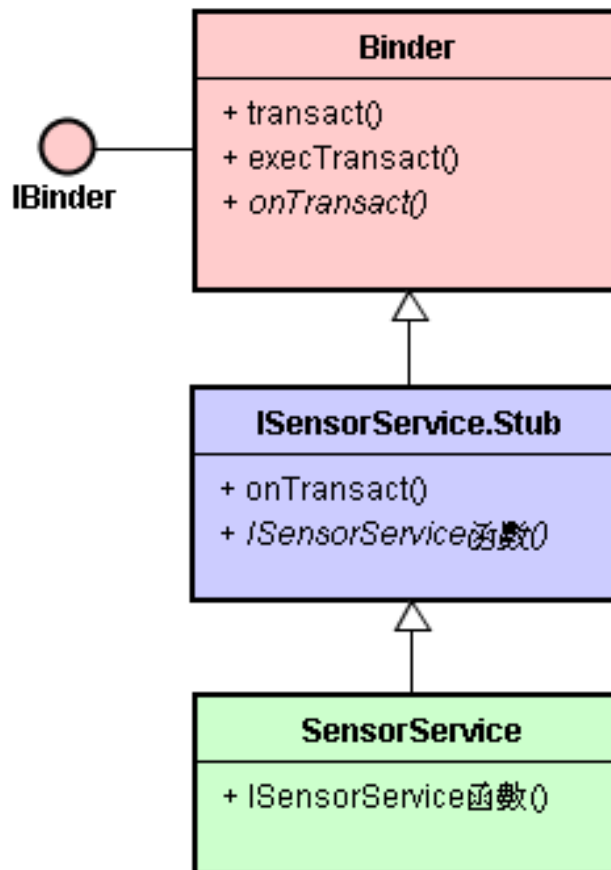 Binder
+ transact()
+ execTransact()
+ onTransact()
IBinder
ISensorService.Stub
+ onTransact()
+ ISensorService函數()
SensorService
+ ISensorService函數()